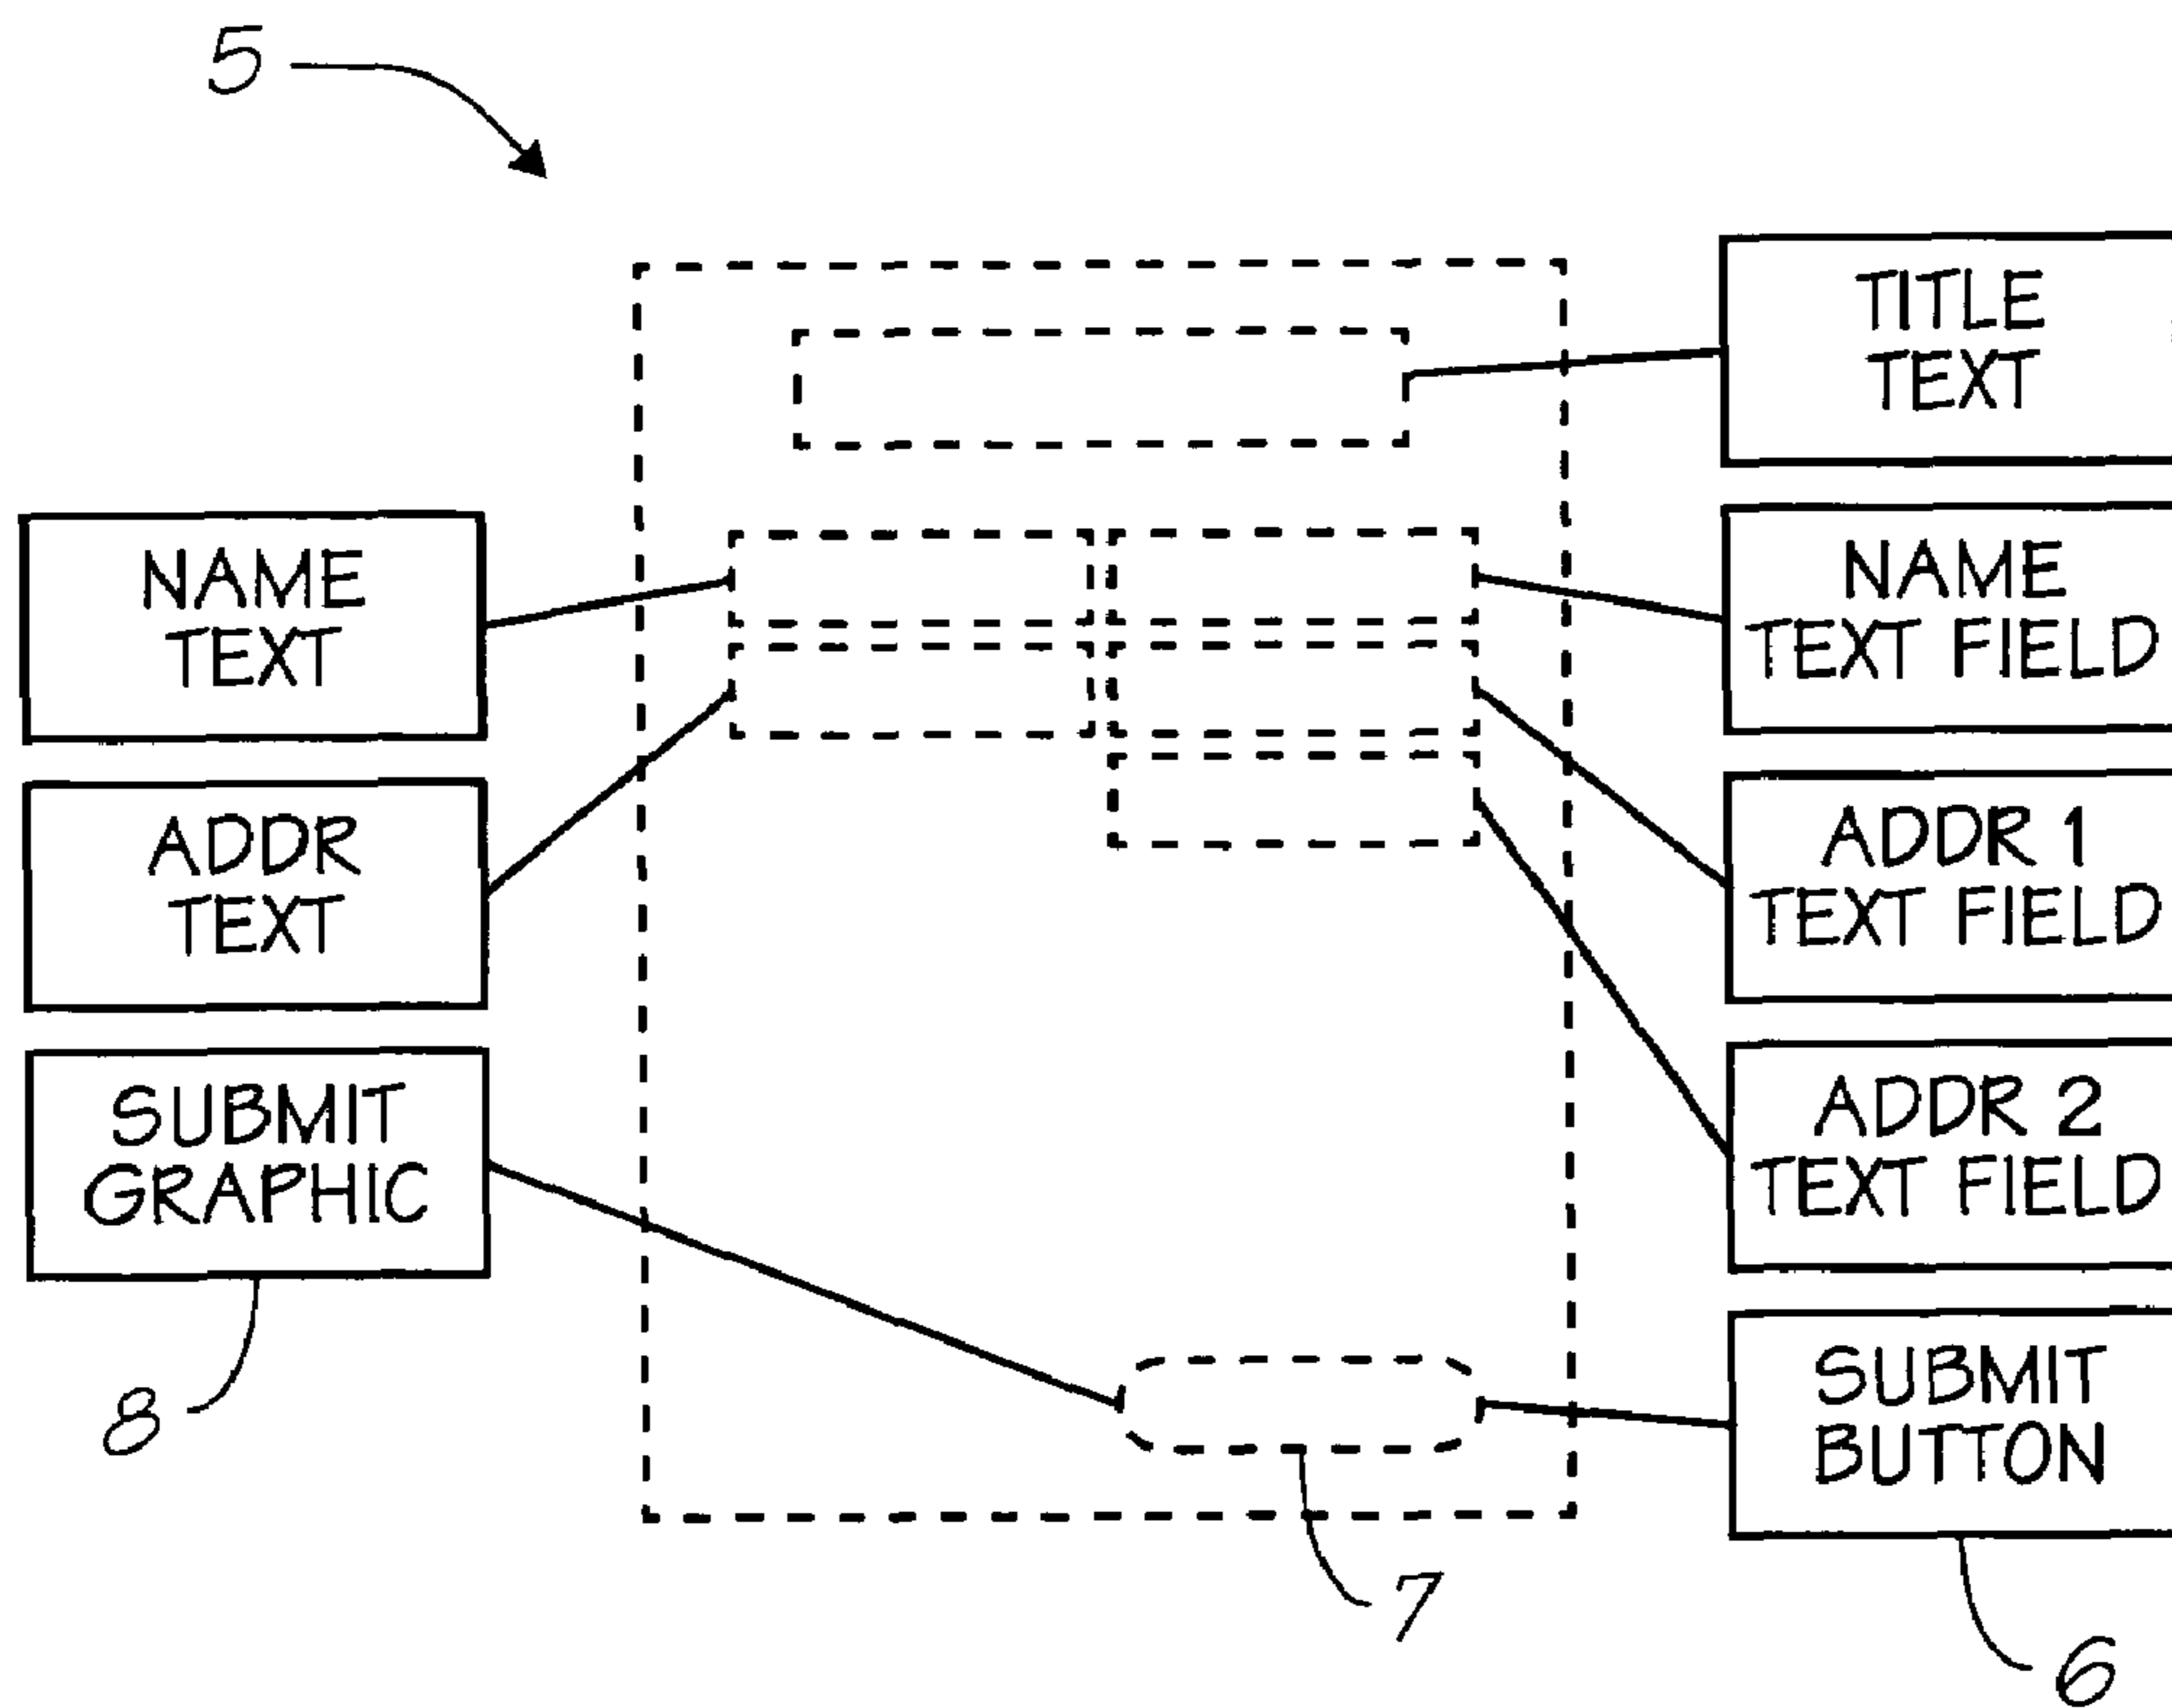 5
TITLE
TEXT
NAME
TEXT
NAME
TEXT FIELD
ADDR
TEXT
ADDR 1
TEXT FIELD
SUBMIT
GRAPHIC
ADDR 2
TEXT FIELD
SUBMIT
BUTTON
8
7
6